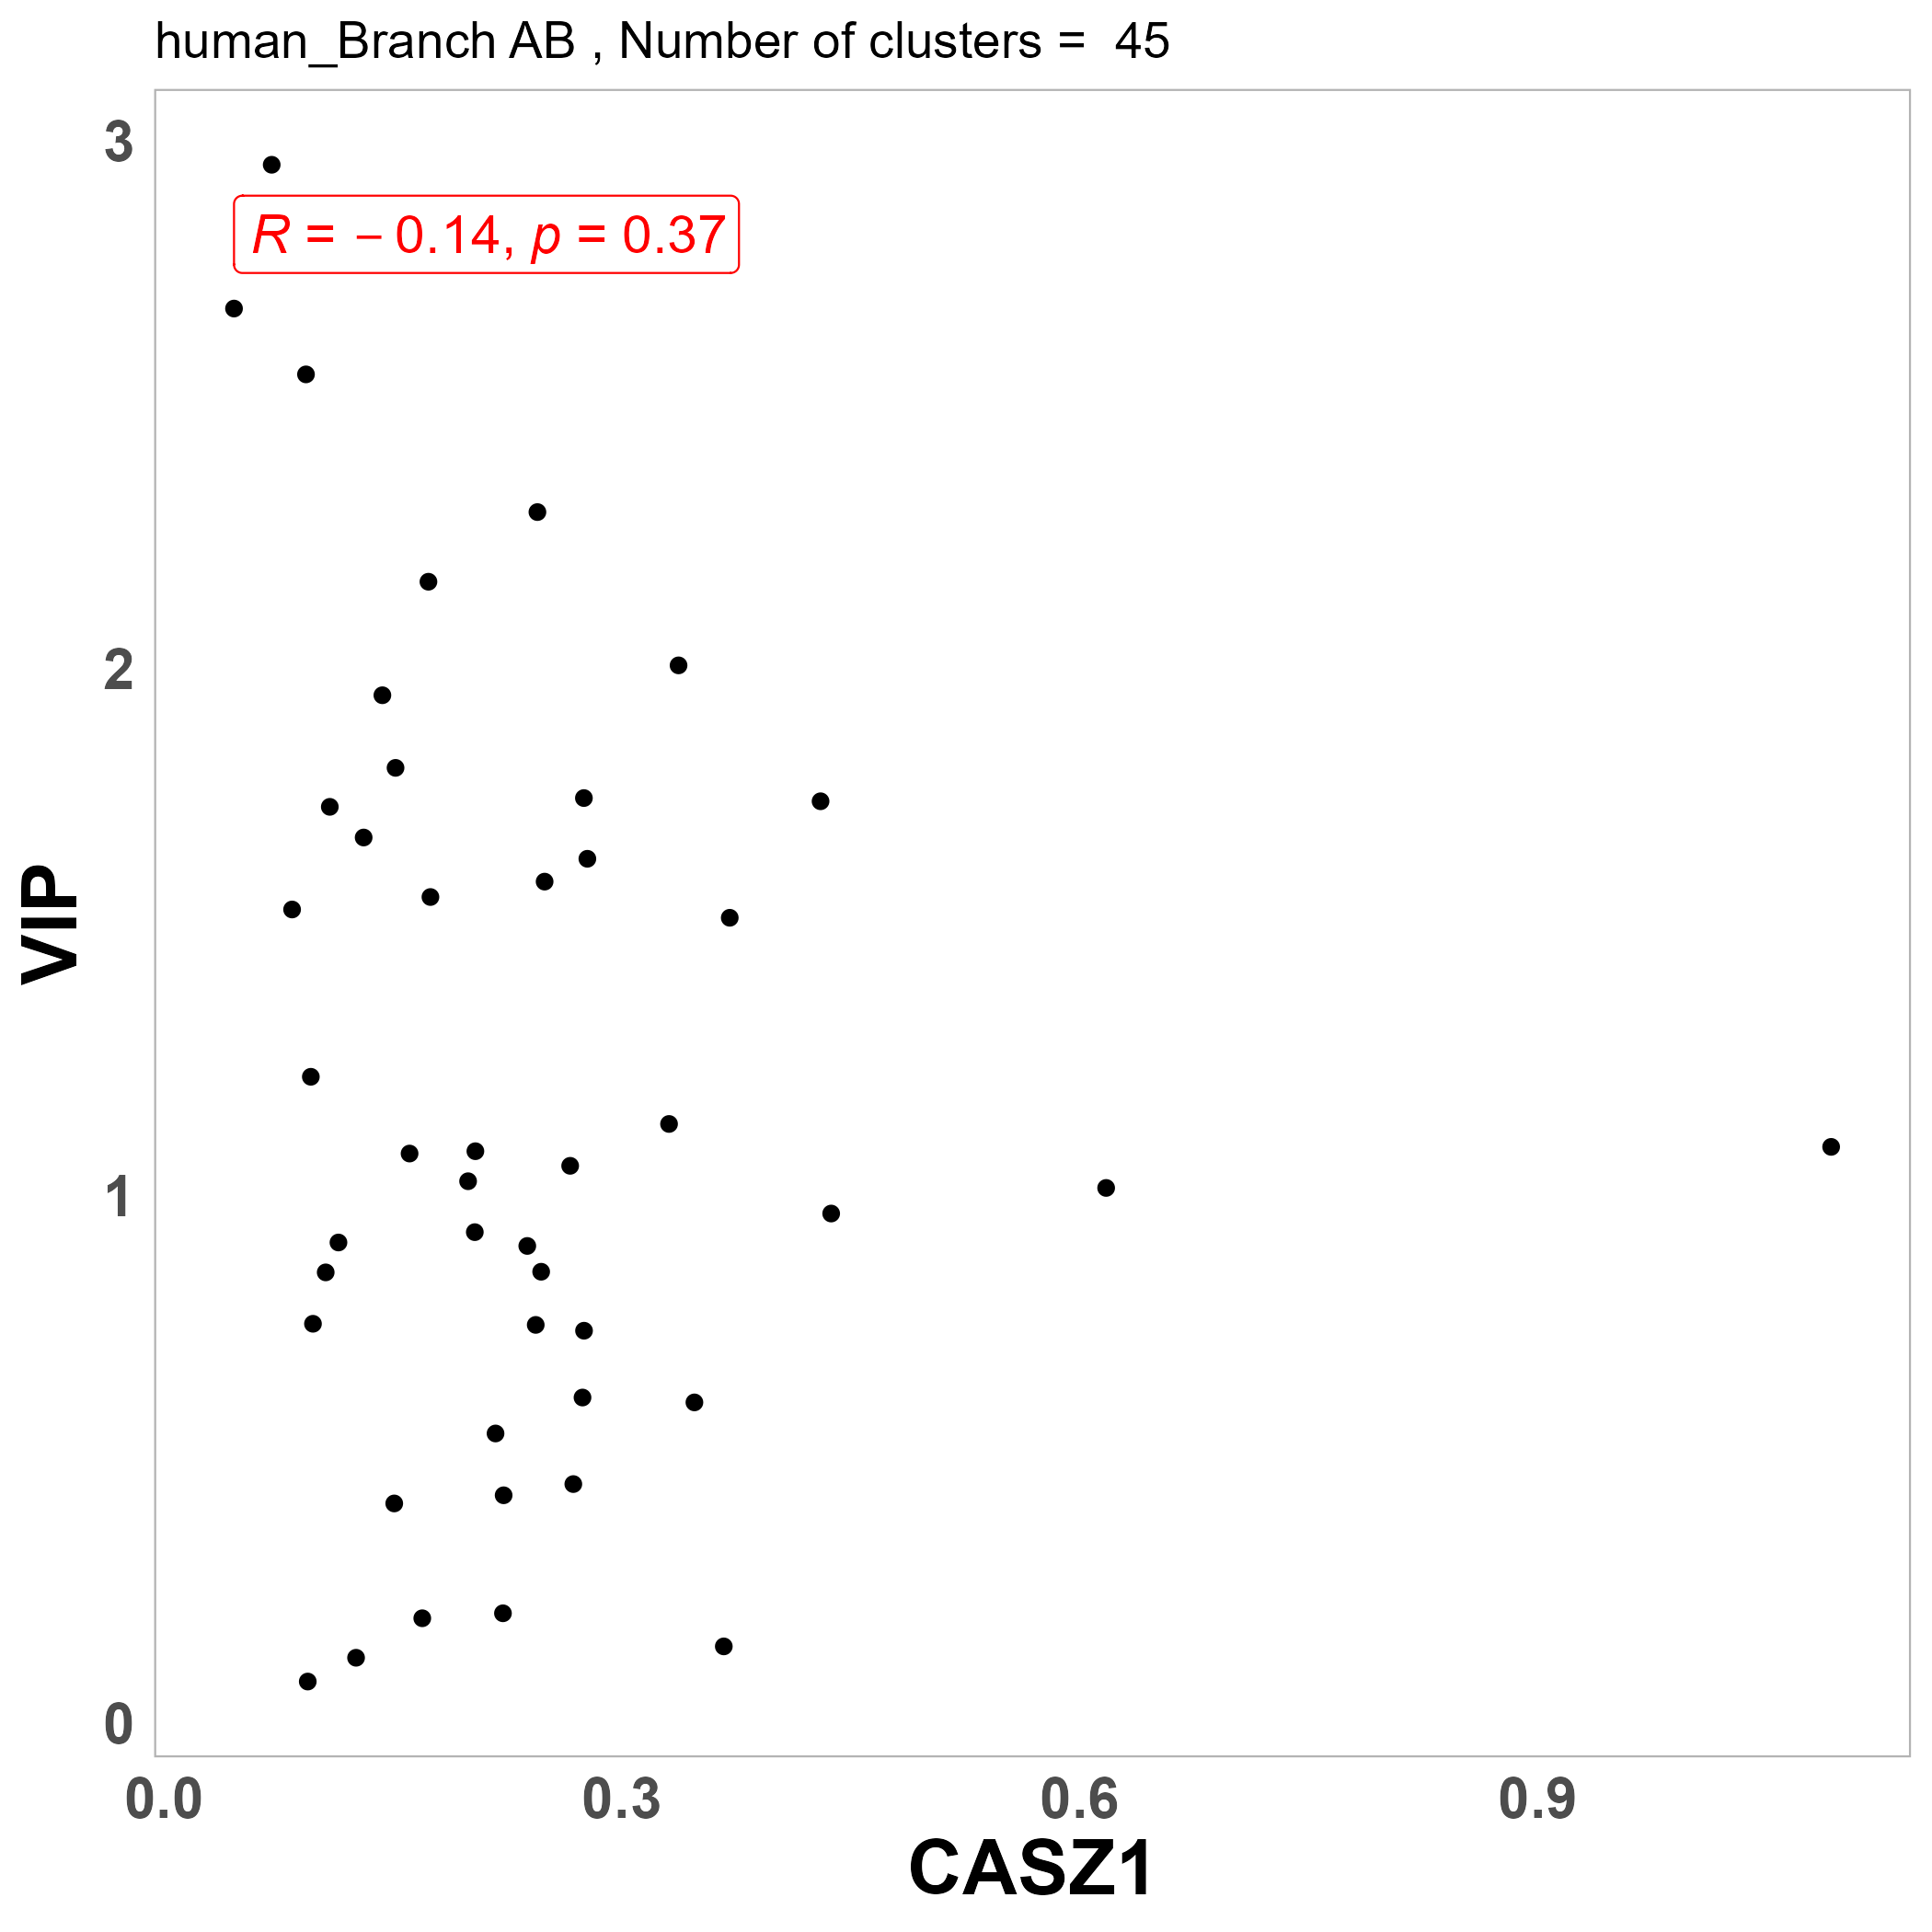 human_Branch AB , Number of clusters =  45
3
R = − 0.14, p = 0.37
2
VIP
1
0
0.0 0.3 0.6 0.9
CASZ1